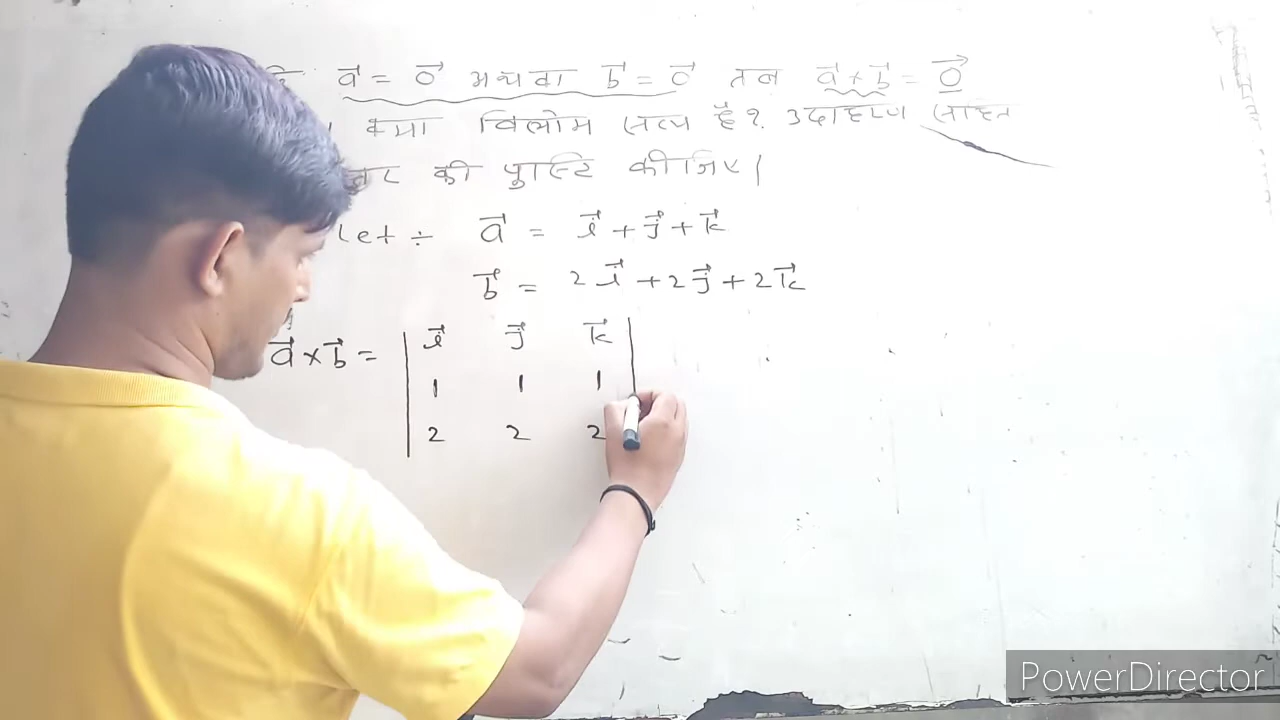 a⃗ = 0⃗ अथवा b⃗ = 0⃗ तब a⃗ × b⃗ = 0⃗
क्या विलोम सत्य है? उदाहरण सहित
की पुष्टि कीजिए।
let ÷ a⃗ = i⃗ + j⃗ + k⃗
b⃗ = 2i⃗ + 2j⃗ + 2k⃗
a⃗ × b⃗ = | i⃗ j⃗ k⃗ |
1 1 1
2 2 2
PowerDirector